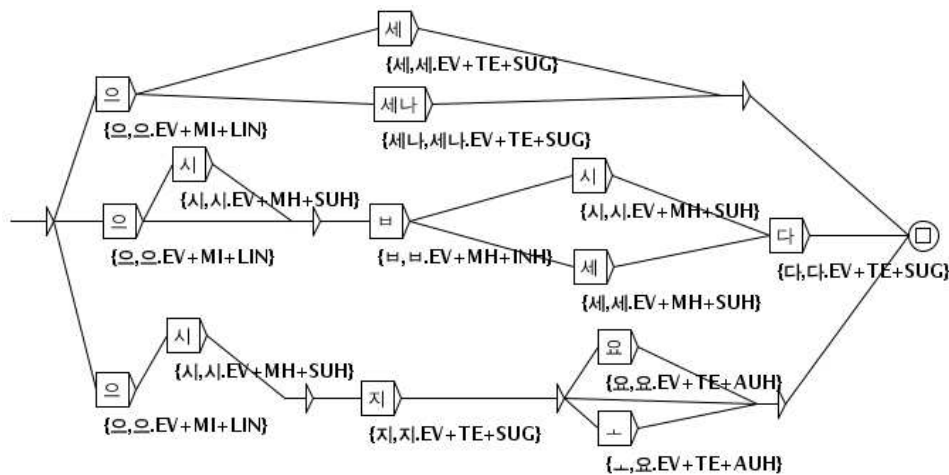 세
{세,세.EV+TE+SUG}
으
{으,으.EV+MI+LIN}
세나
{세나,세나.EV+TE+SUG}
시
{시,시.EV+MH+SUH}
으
{으,으.EV+MI+LIN}
ㅂ
{ㅂ,ㅂ.EV+MH+INH}
시
{시,시.EV+MH+SUH}
세
{세,세.EV+MH+SUH}
다
{다,다.EV+TE+SUG}
시
{시,시.EV+MH+SUH}
으
{으,으.EV+MI+LIN}
지
{지,지.EV+TE+SUG}
요
{요,요.EV+TE+AUH}
ㅛ
{ㅛ,요.EV+TE+AUH}